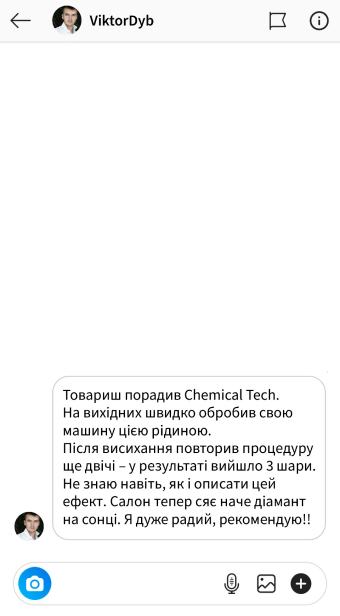 ViktorDyb
Товариш порадив Chemical Tech.
На вихідних швидко обробив свою
машину цією рідиною.
Після висихання повторив процедуру
ще двічі – у результаті вийшло 3 шари.
Не знаю навіть, як і описати цей
ефект. Салон тепер сяє наче діамант
на сонці. Я дуже радий, рекомендую!!